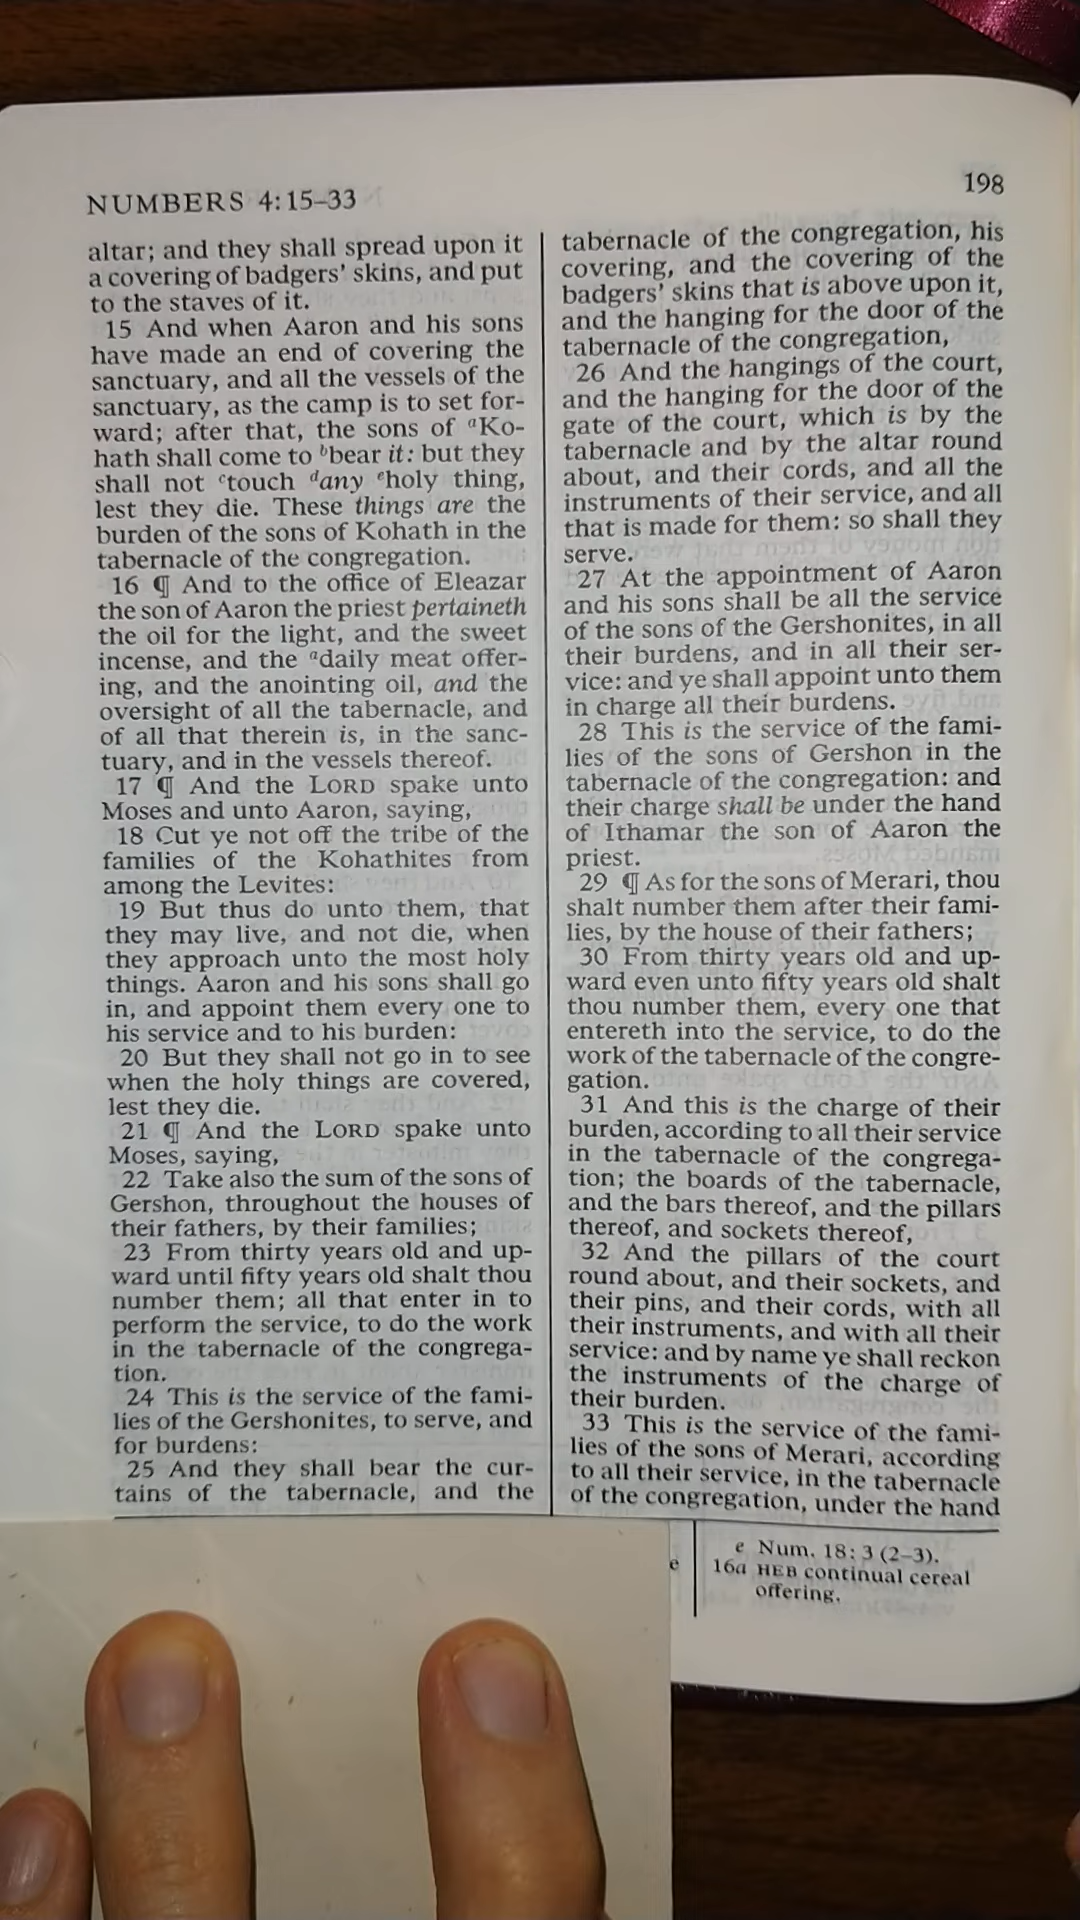 NUMBERS 4:15–33
198
altar; and they shall spread upon it
a covering of badgers’ skins, and put
to the staves of it.
15 And when Aaron and his sons
have made an end of covering the
sanctuary, and all the vessels of the
sanctuary, as the camp is to set for-
ward; after that, the sons of aKo-
hath shall come to bbear it: but they
shall not ctouch dany eholy thing,
lest they die. These things are the
burden of the sons of Kohath in the
tabernacle of the congregation.
16 ¶ And to the office of Eleazar
the son of Aaron the priest pertaineth
the oil for the light, and the sweet
incense, and the adaily meat offer-
ing, and the anointing oil, and the
oversight of all the tabernacle, and
of all that therein is, in the sanc-
tuary, and in the vessels thereof.
17 ¶ And the LORD spake unto
Moses and unto Aaron, saying,
18 Cut ye not off the tribe of the
families of the Kohathites from
among the Levites:
19 But thus do unto them, that
they may live, and not die, when
they approach unto the most holy
things. Aaron and his sons shall go
in, and appoint them every one to
his service and to his burden:
20 But they shall not go in to see
when the holy things are covered,
lest they die.
21 ¶ And the LORD spake unto
Moses, saying,
22 Take also the sum of the sons of
Gershon, throughout the houses of
their fathers, by their families;
23 From thirty years old and up-
ward until fifty years old shalt thou
number them; all that enter in to
perform the service, to do the work
in the tabernacle of the congrega-
tion.
24 This is the service of the fami-
lies of the Gershonites, to serve, and
for burdens:
25 And they shall bear the cur-
tains of the tabernacle, and the
tabernacle of the congregation, his
covering, and the covering of the
badgers’ skins that is above upon it,
and the hanging for the door of the
tabernacle of the congregation,
26 And the hangings of the court,
and the hanging for the door of the
gate of the court, which is by the
tabernacle and by the altar round
about, and their cords, and all the
instruments of their service, and all
that is made for them: so shall they
serve.
27 At the appointment of Aaron
and his sons shall be all the service
of the sons of the Gershonites, in all
their burdens, and in all their ser-
vice: and ye shall appoint unto them
in charge all their burdens.
28 This is the service of the fami-
lies of the sons of Gershon in the
tabernacle of the congregation: and
their charge shall be under the hand
of Ithamar the son of Aaron the
priest.
29 ¶ As for the sons of Merari, thou
shalt number them after their fami-
lies, by the house of their fathers;
30 From thirty years old and up-
ward even unto fifty years old shalt
thou number them, every one that
entereth into the service, to do the
work of the tabernacle of the congre-
gation.
31 And this is the charge of their
burden, according to all their service
in the tabernacle of the congrega-
tion; the boards of the tabernacle,
and the bars thereof, and the pillars
thereof, and sockets thereof,
32 And the pillars of the court
round about, and their sockets, and
their pins, and their cords, with all
their instruments, and with all their
service: and by name ye shall reckon
the instruments of the charge of
their burden.
33 This is the service of the fami-
lies of the sons of Merari, according
to all their service, in the tabernacle
of the congregation, under the hand
e
e Num. 18:3 (2–3).
16a HEB continual cereal
offering.